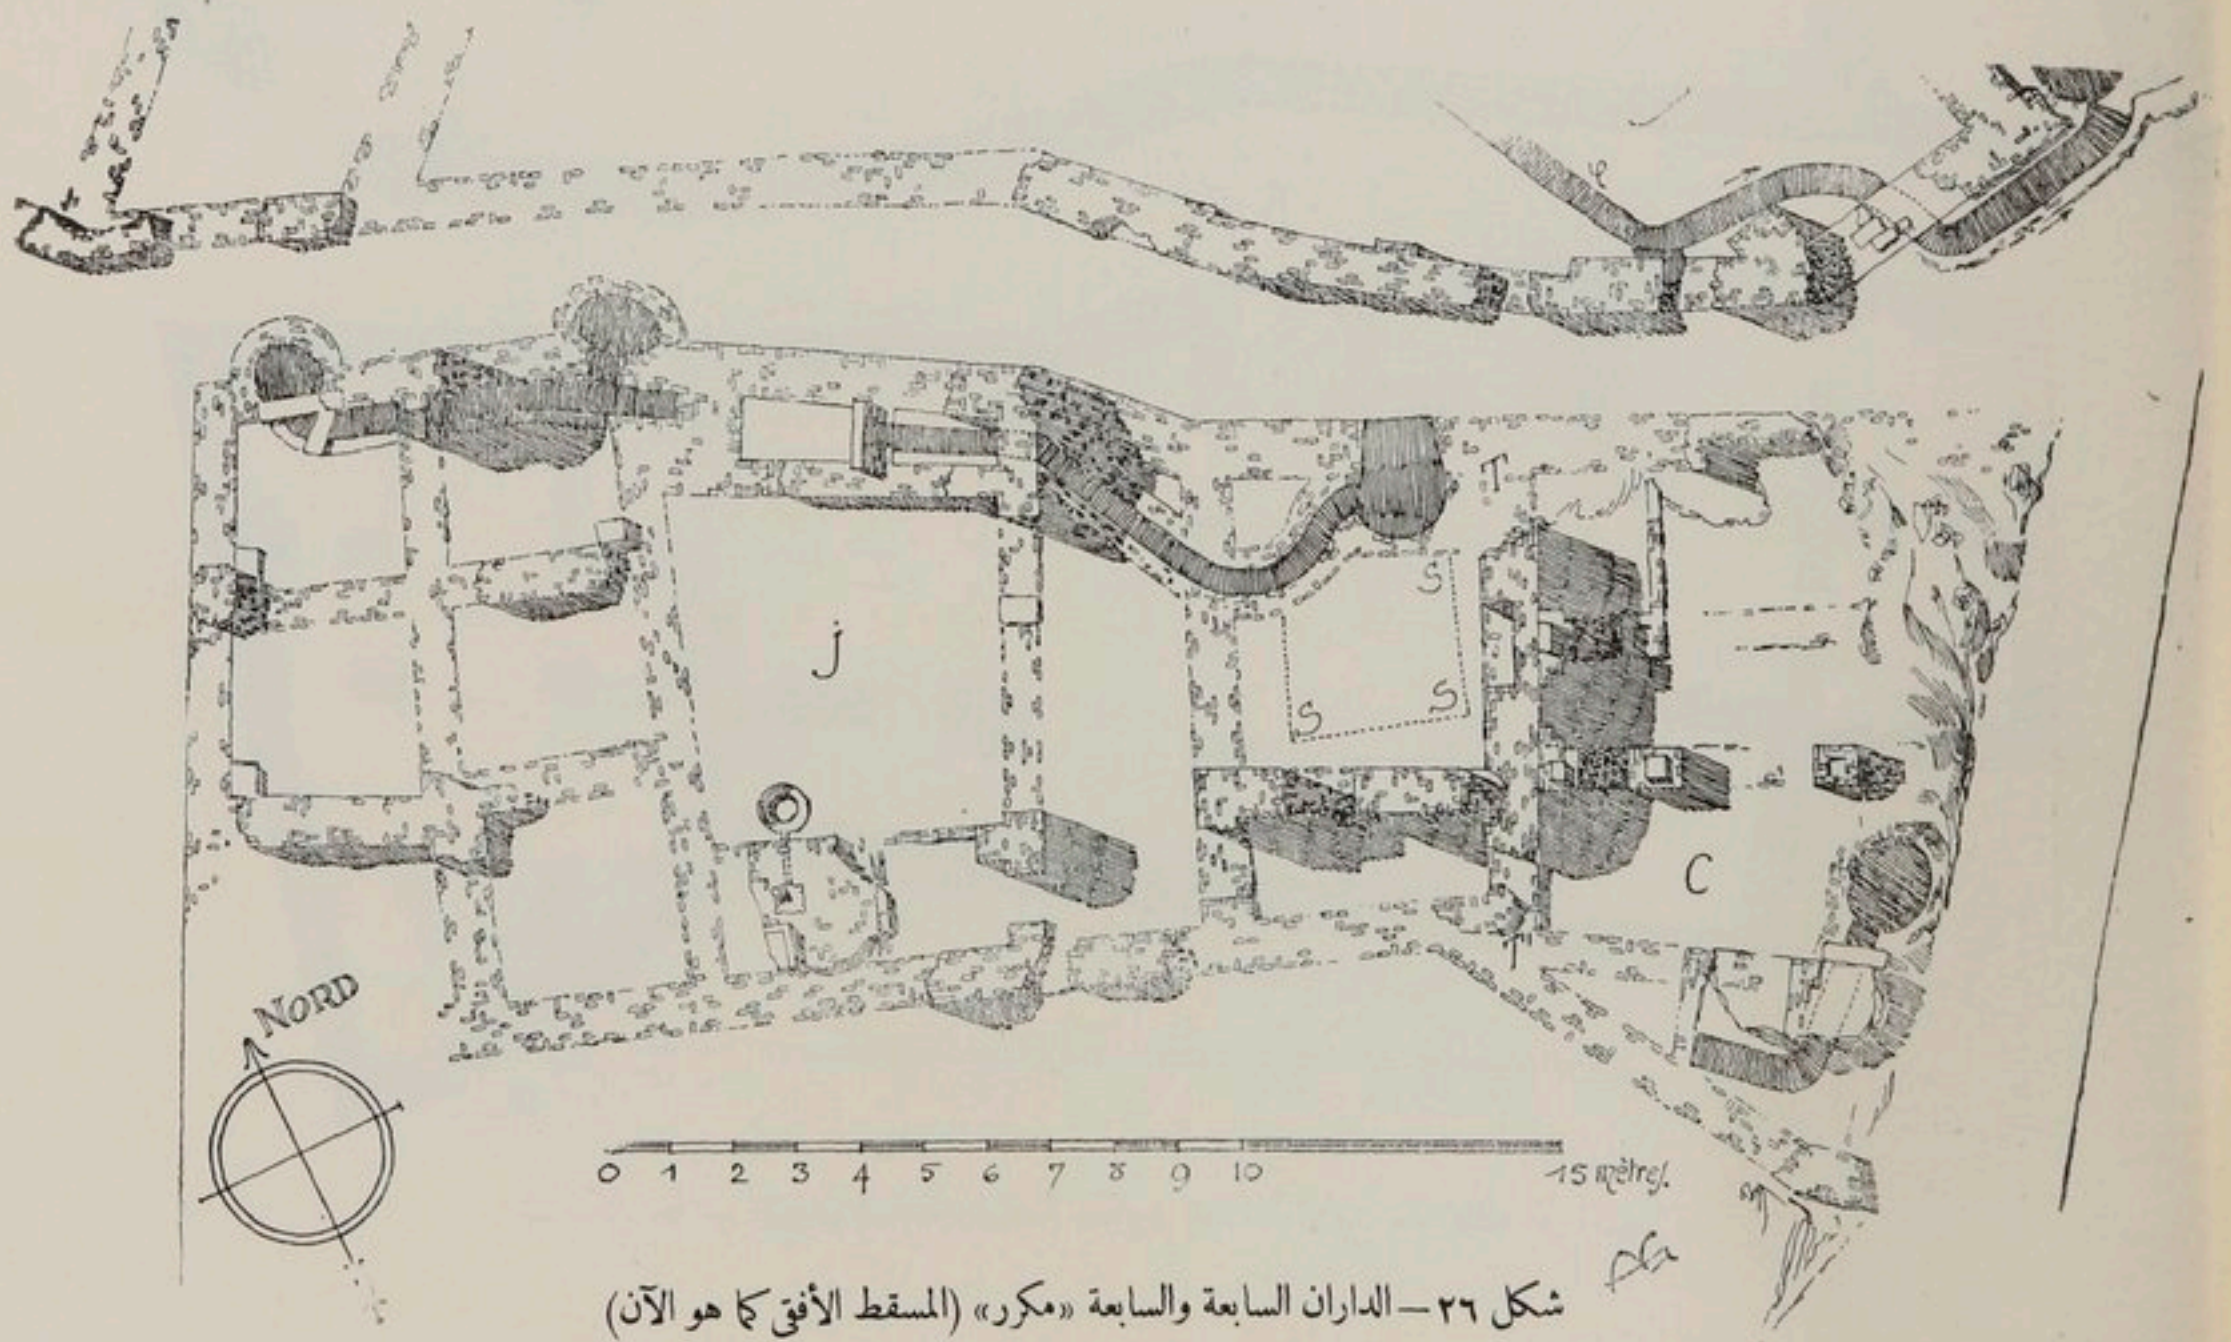 T
j
S
S
S
C
T
NORD
0 1 2 3 4 5 6 7 8 9 10 15 mètres.
شكل ٢٦ — الداران السابعة والسابعة «مكرر» (المسقط الأفقى كما هو الآن)